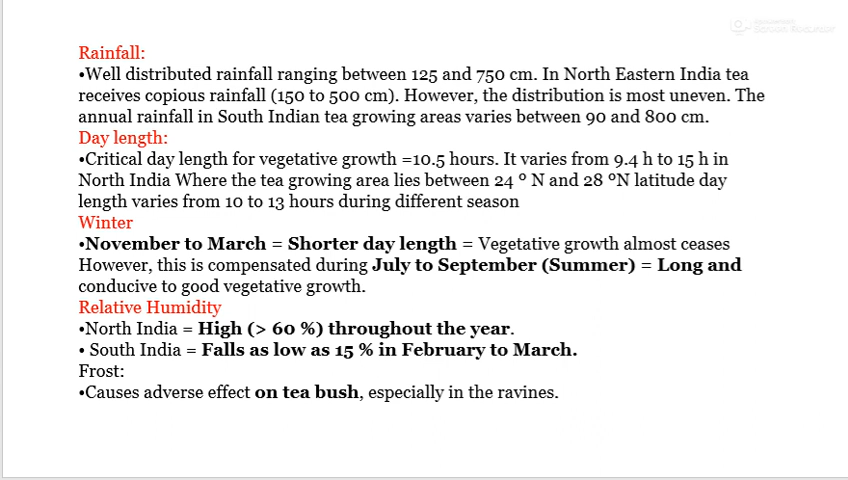 Rainfall:
•Well distributed rainfall ranging between 125 and 750 cm. In North Eastern India tea
receives copious rainfall (150 to 500 cm). However, the distribution is most uneven. The
annual rainfall in South Indian tea growing areas varies between 90 and 800 cm.
Day length:
•Critical day length for vegetative growth =10.5 hours. It varies from 9.4 h to 15 h in
North India Where the tea growing area lies between 24 º N and 28 ºN latitude day
length varies from 10 to 13 hours during different season
Winter
•November to March = Shorter day length = Vegetative growth almost ceases
However, this is compensated during July to September (Summer) = Long and
conducive to good vegetative growth.
Relative Humidity
•North India = High (> 60 %) throughout the year.
• South India = Falls as low as 15 % in February to March.
Frost:
•Causes adverse effect on tea bush, especially in the ravines.